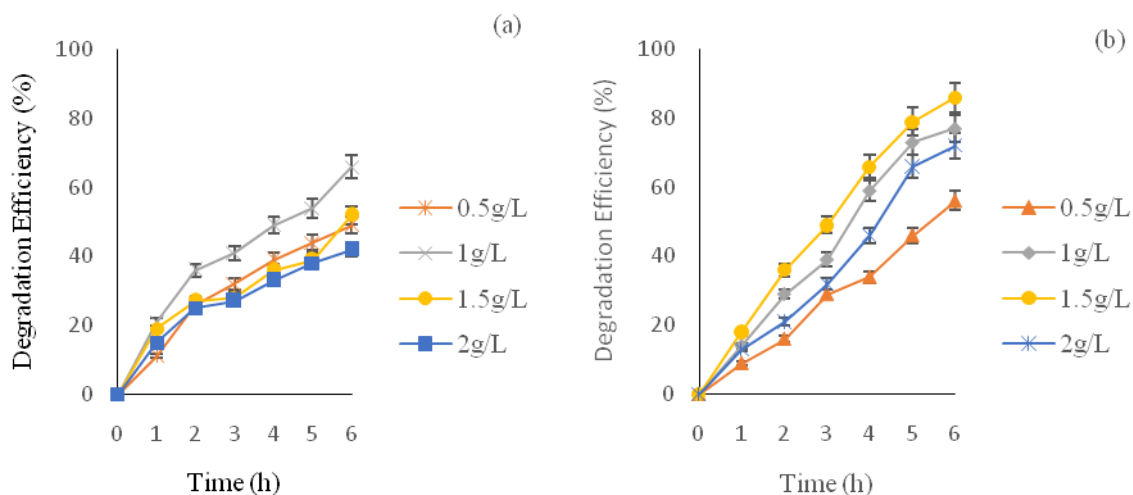 (a)
Degradation Efficiency (%)
100
80
60
40
20
0
0 1 2 3 4 5 6
Time (h)
0.5g/L
1g/L
1.5g/L
2g/L
(b)
Degradation Efficiency (%)
100
80
60
40
20
0
0 1 2 3 4 5 6
Time (h)
0.5g/L
1g/L
1.5g/L
2g/L